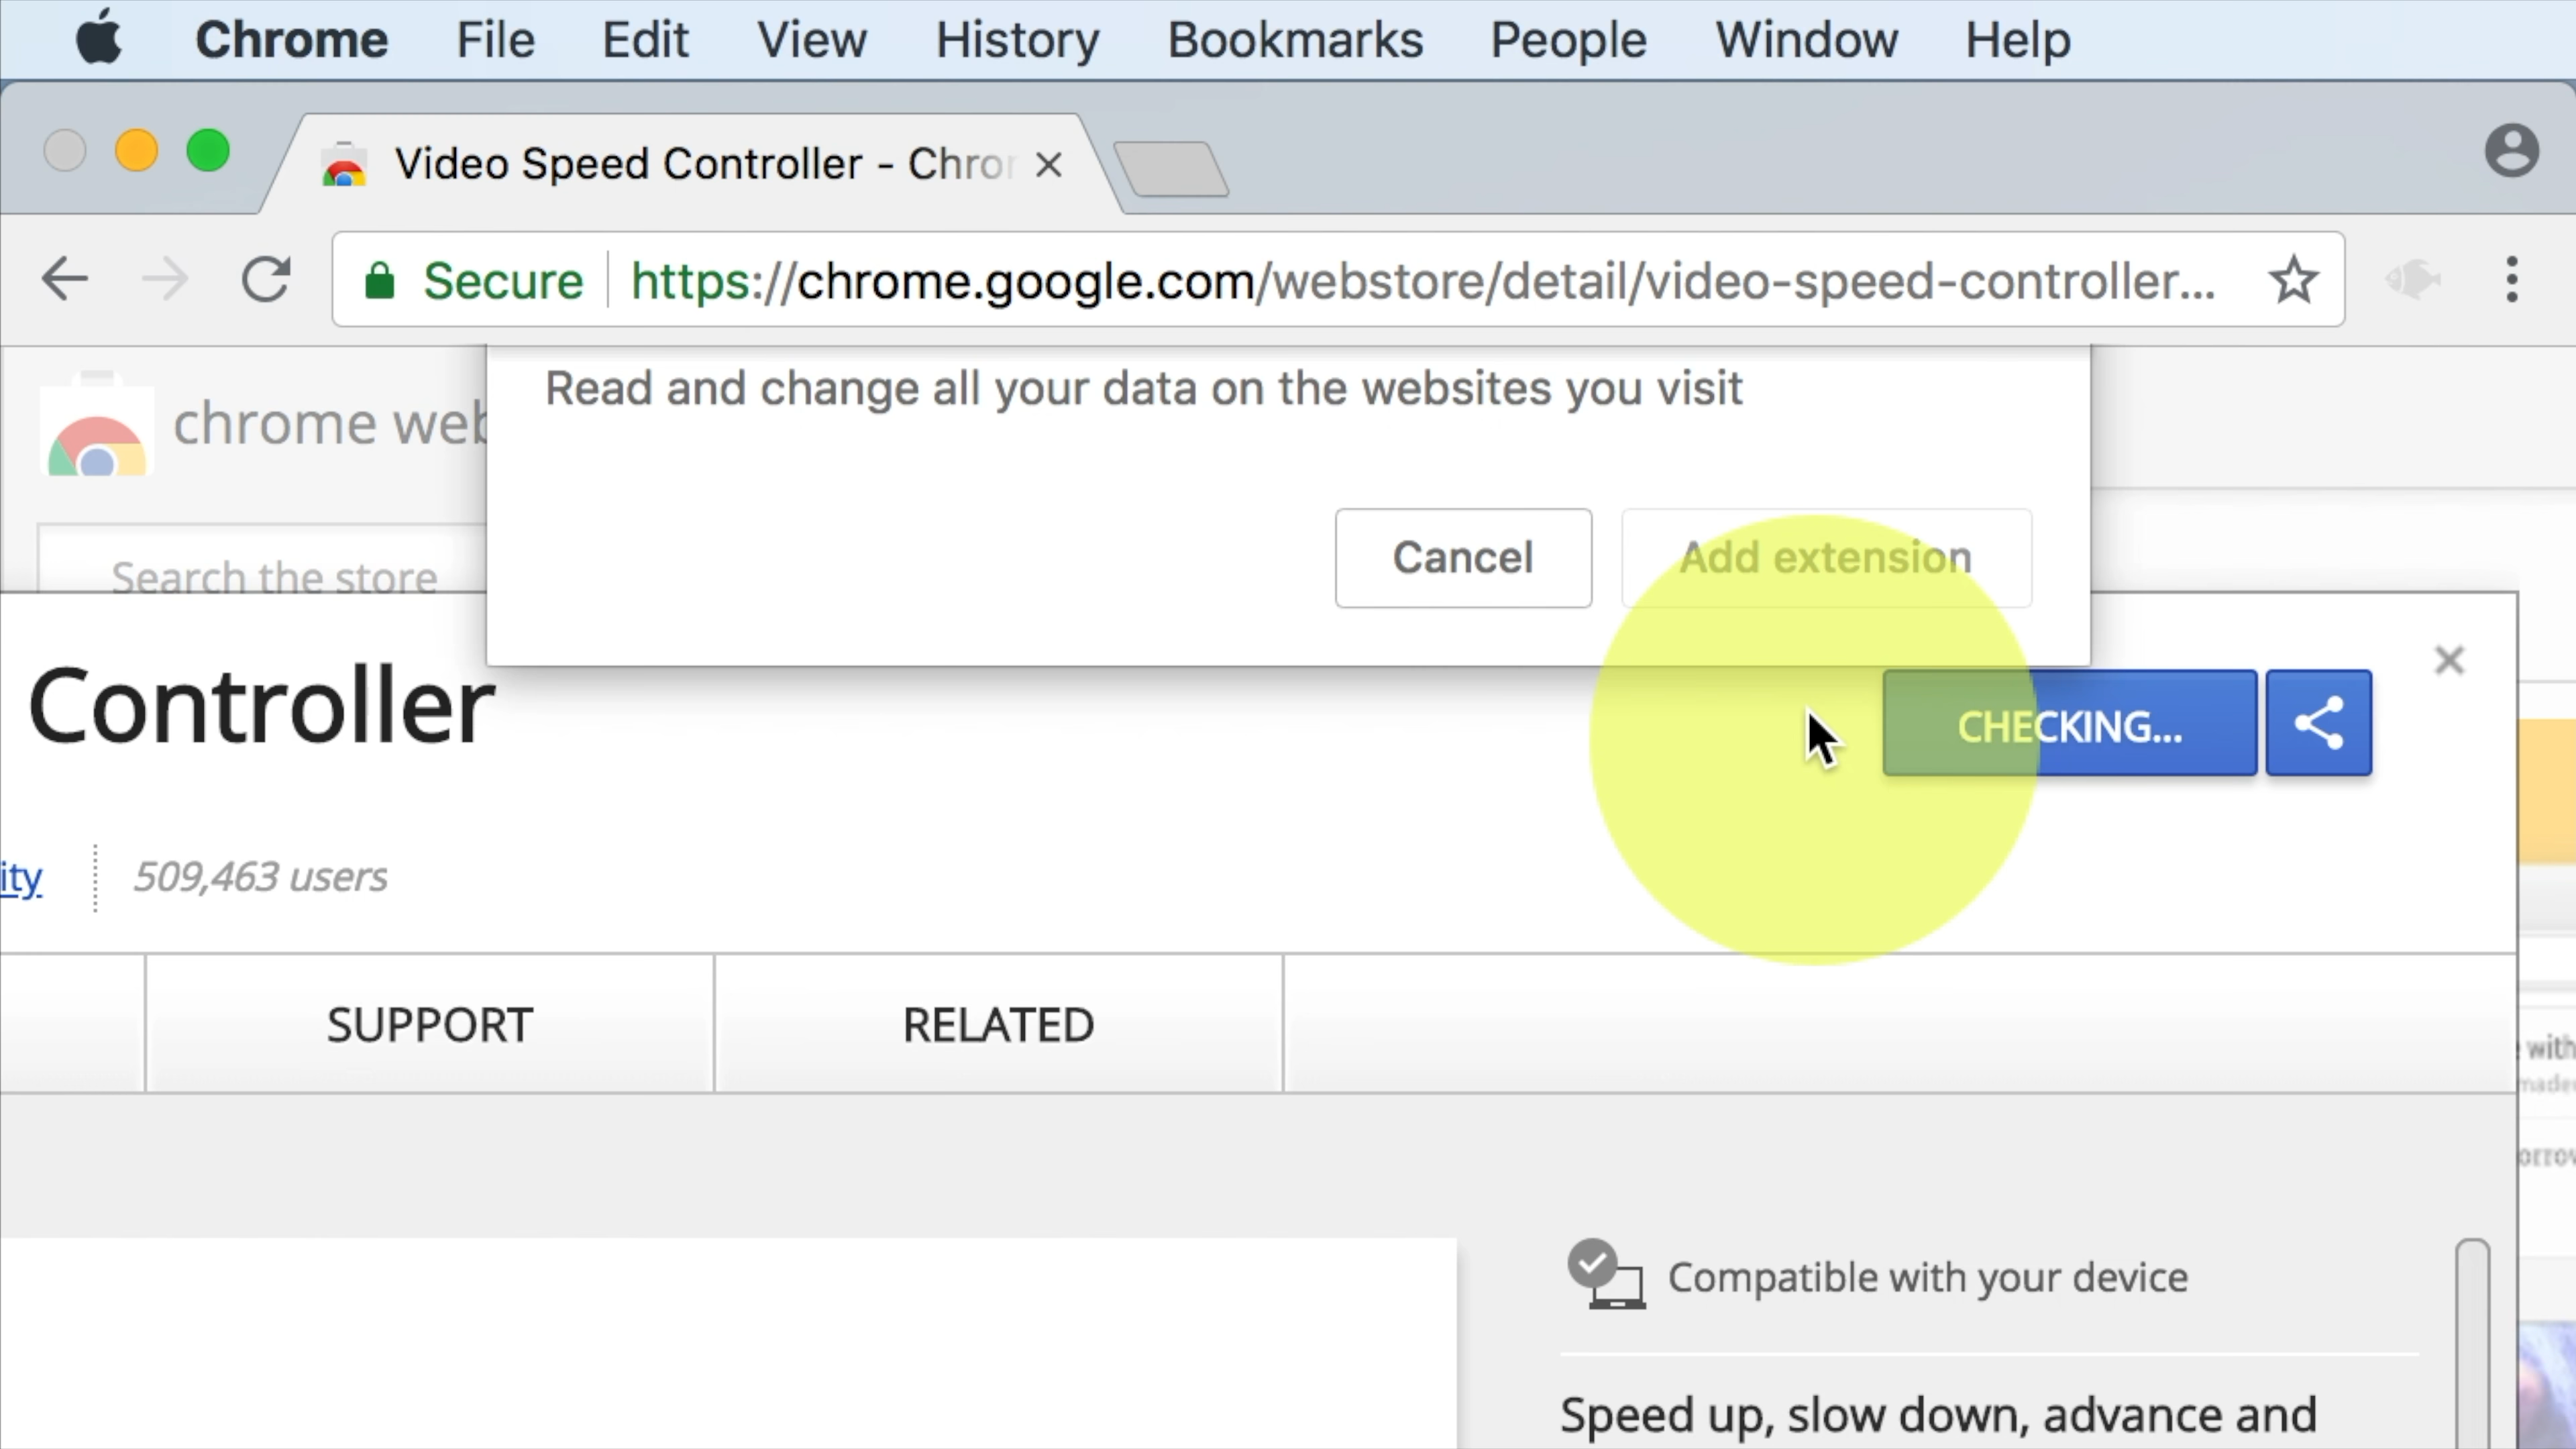 Chrome File Edit View History Bookmarks People Window Help
Video Speed Controller - Chro
Secure https://chrome.google.com/webstore/detail/video-speed-controller...
chrome web
Read and change all your data on the websites you visit
Cancel Add extension
Search the store
Controller
CHECKING...
ity 509,463 users
SUPPORT RELATED
with
Compatible with your device
Speed up, slow down, advance and